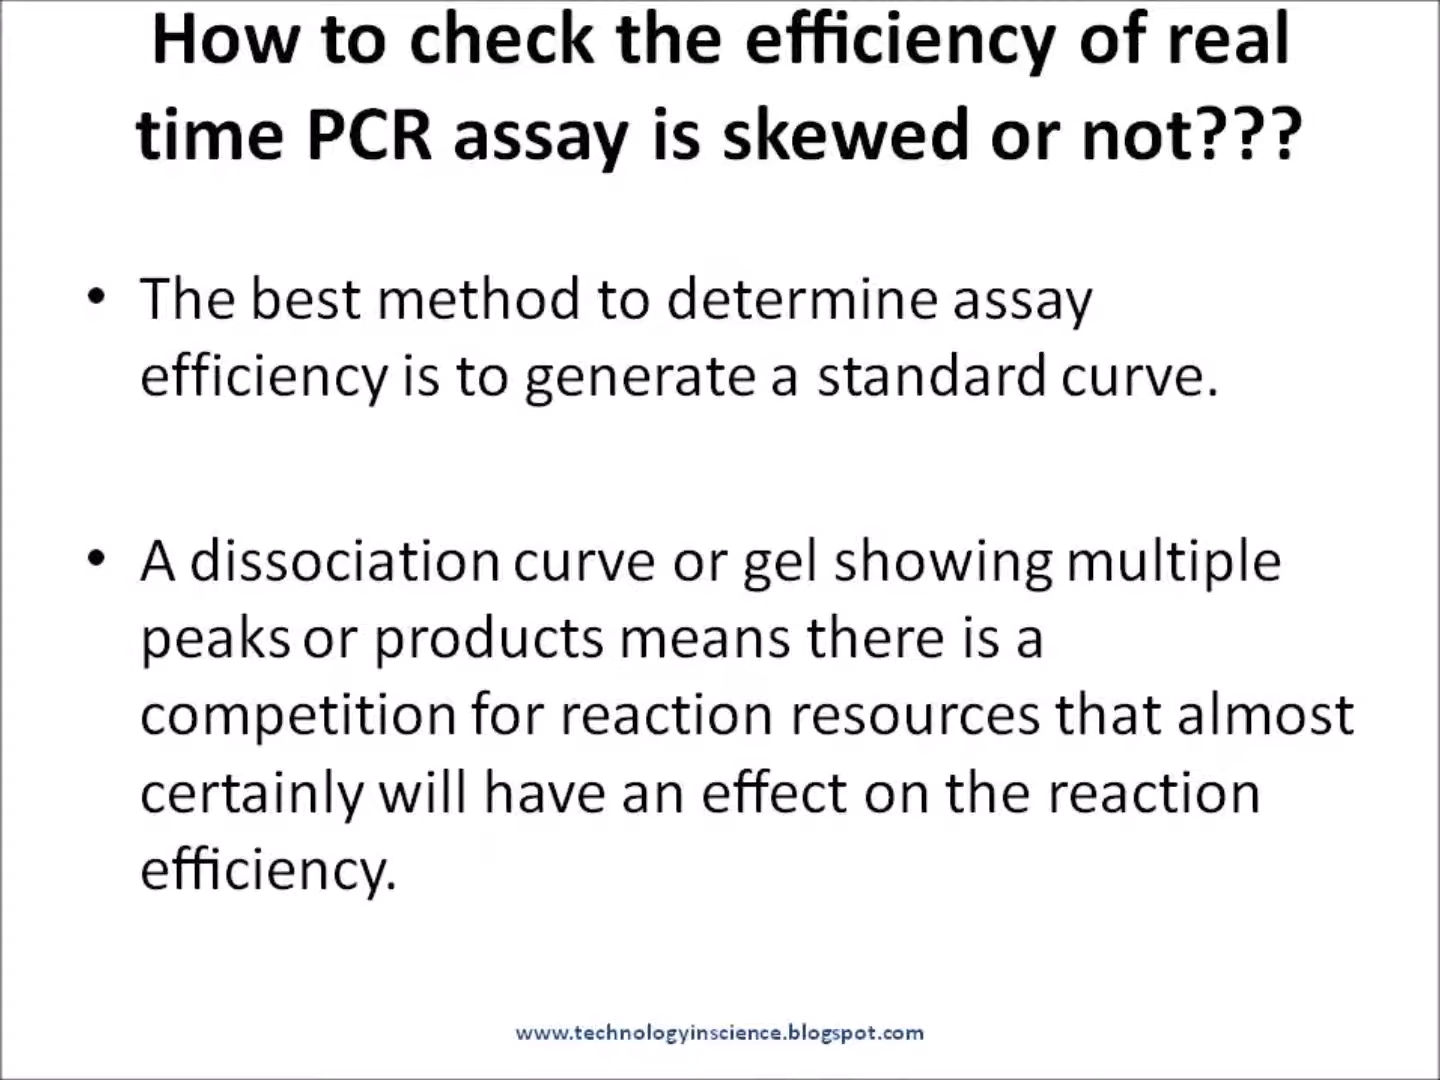 How to check the efficiency of real
time PCR assay is skewed or not???
• The best method to determine assay
efficiency is to generate a standard curve.
• A dissociation curve or gel showing multiple
peaks or products means there is a
competition for reaction resources that almost
certainly will have an effect on the reaction
efficiency.
www.technologyinscience.blogspot.com